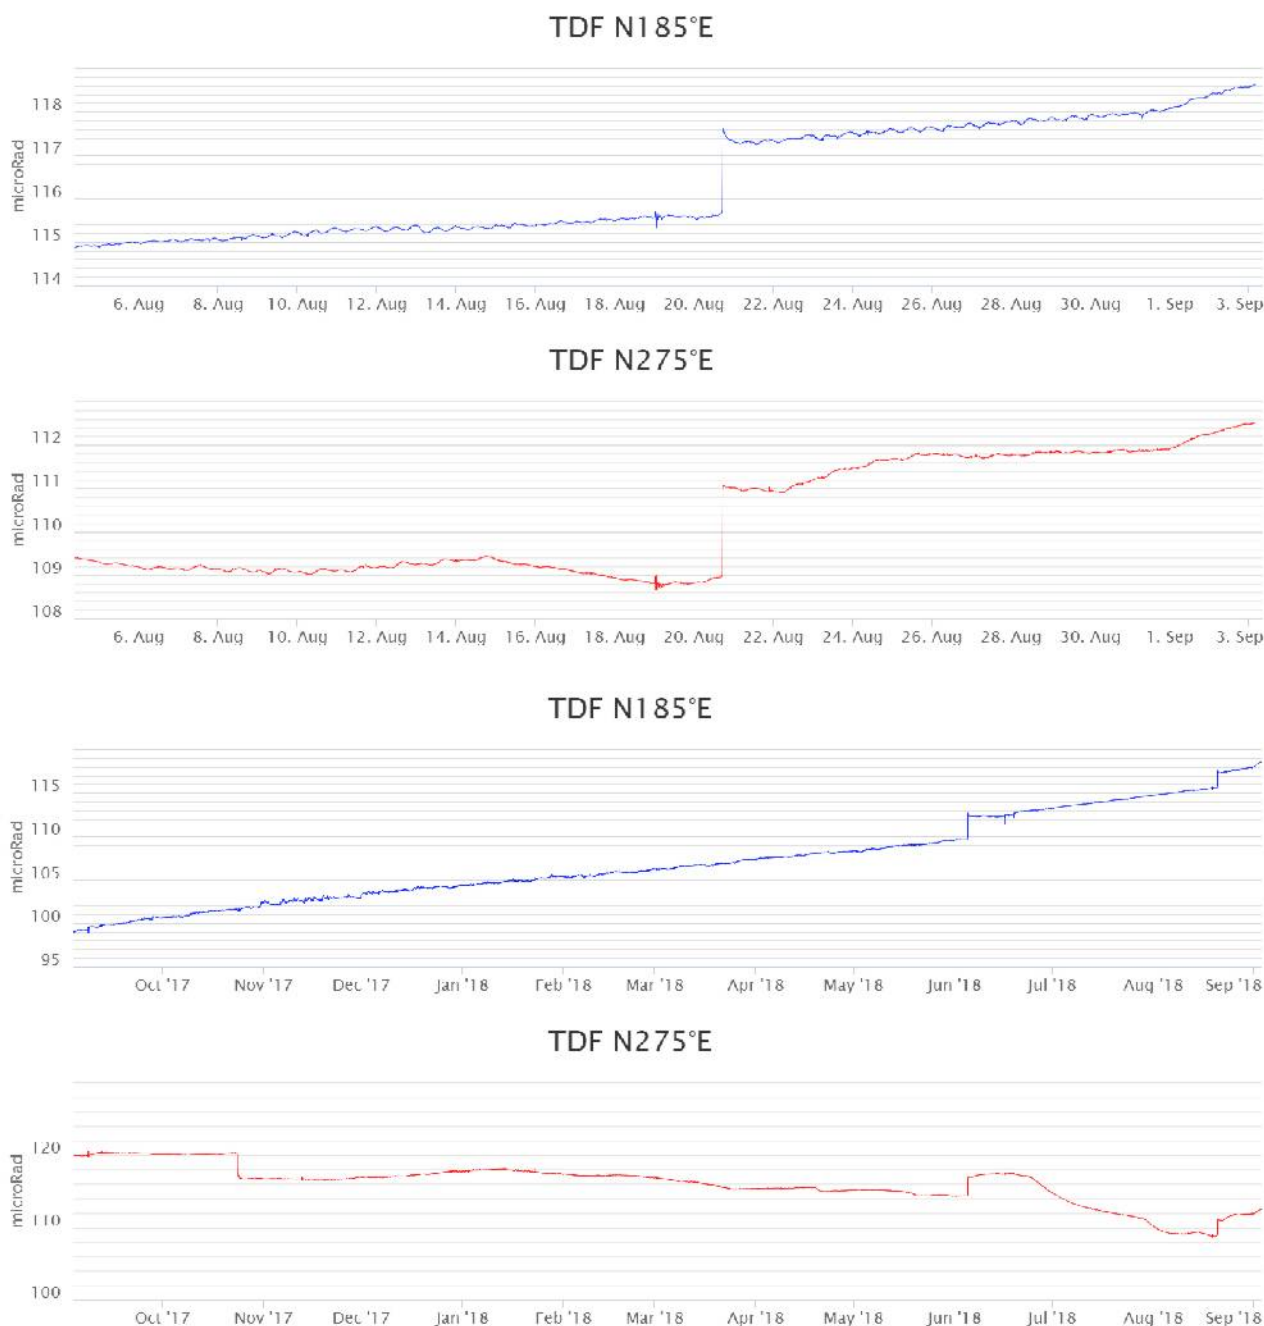 TDF N185°E
118
117
116
115
114
microRad
6. Aug 8. Aug 10. Aug 12. Aug 14. Aug 16. Aug 18. Aug 20. Aug 22. Aug 24. Aug 26. Aug 28. Aug 30. Aug 1. Sep 3. Sep
TDF N275°E
112
111
110
109
108
microRad
6. Aug 8. Aug 10. Aug 12. Aug 14. Aug 16. Aug 18. Aug 20. Aug 22. Aug 24. Aug 26. Aug 28. Aug 30. Aug 1. Sep 3. Sep
TDF N185°E
115
110
105
100
95
microRad
Oct '17 Nov '17 Dec '17 Jan '18 Feb '18 Mar '18 Apr '18 May '18 Jun '18 Jul '18 Aug '18 Sep '18
TDF N275°E
120
110
100
microRad
Oct '17 Nov '17 Dec '17 Jan '18 Feb '18 Mar '18 Apr '18 May '18 Jun '18 Jul '18 Aug '18 Sep '18